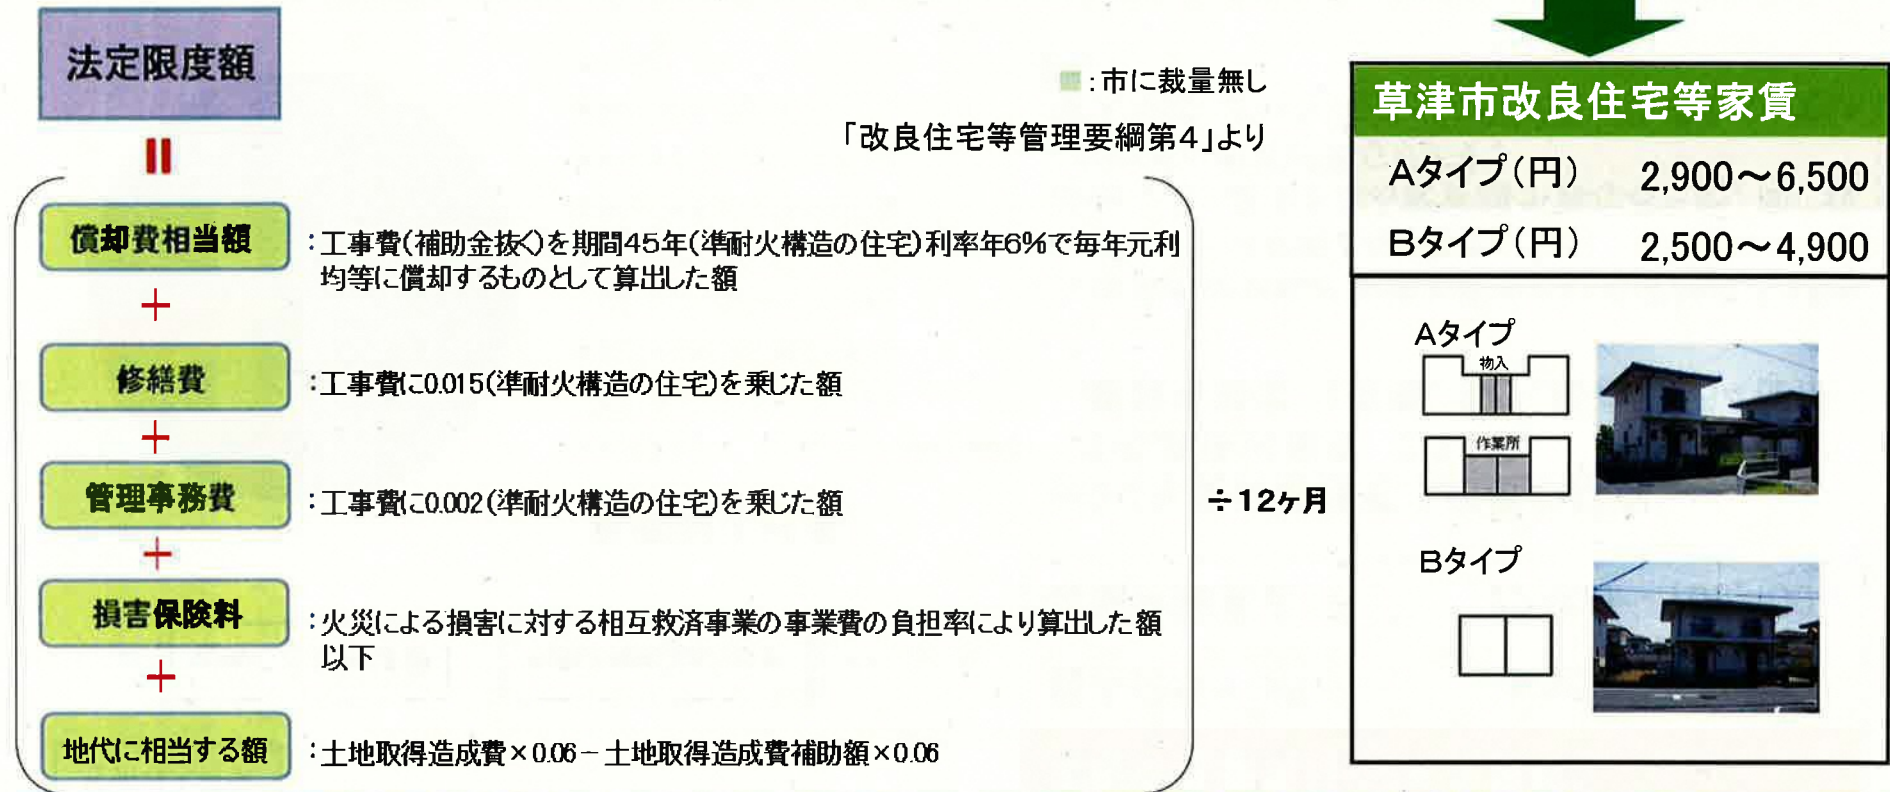 法定限度額
■:市に裁量無し
「改良住宅等管理要綱第4」より
償却費相当額
:工事費(補助金抜く)を期間45年(準耐火構造の住宅)利率年6%で毎年元利
均等に償却するものとして算出した額
+
修繕費
:工事費に0.015(準耐火構造の住宅)を乗じた額
+
管理事務費
:工事費に0.002(準耐火構造の住宅)を乗じた額
+
損害保険料
:火災による損害に対する相互救済事業の事業費の負担率により算出した額
以下
+
地代に相当する額
:土地取得造成費×0.06-土地取得造成費補助額×0.06
÷12ヶ月
草津市改良住宅等家賃
Aタイプ(円) 2,900~6,500
Bタイプ(円) 2,500~4,900
Aタイプ
物入
作業所
Bタイプ